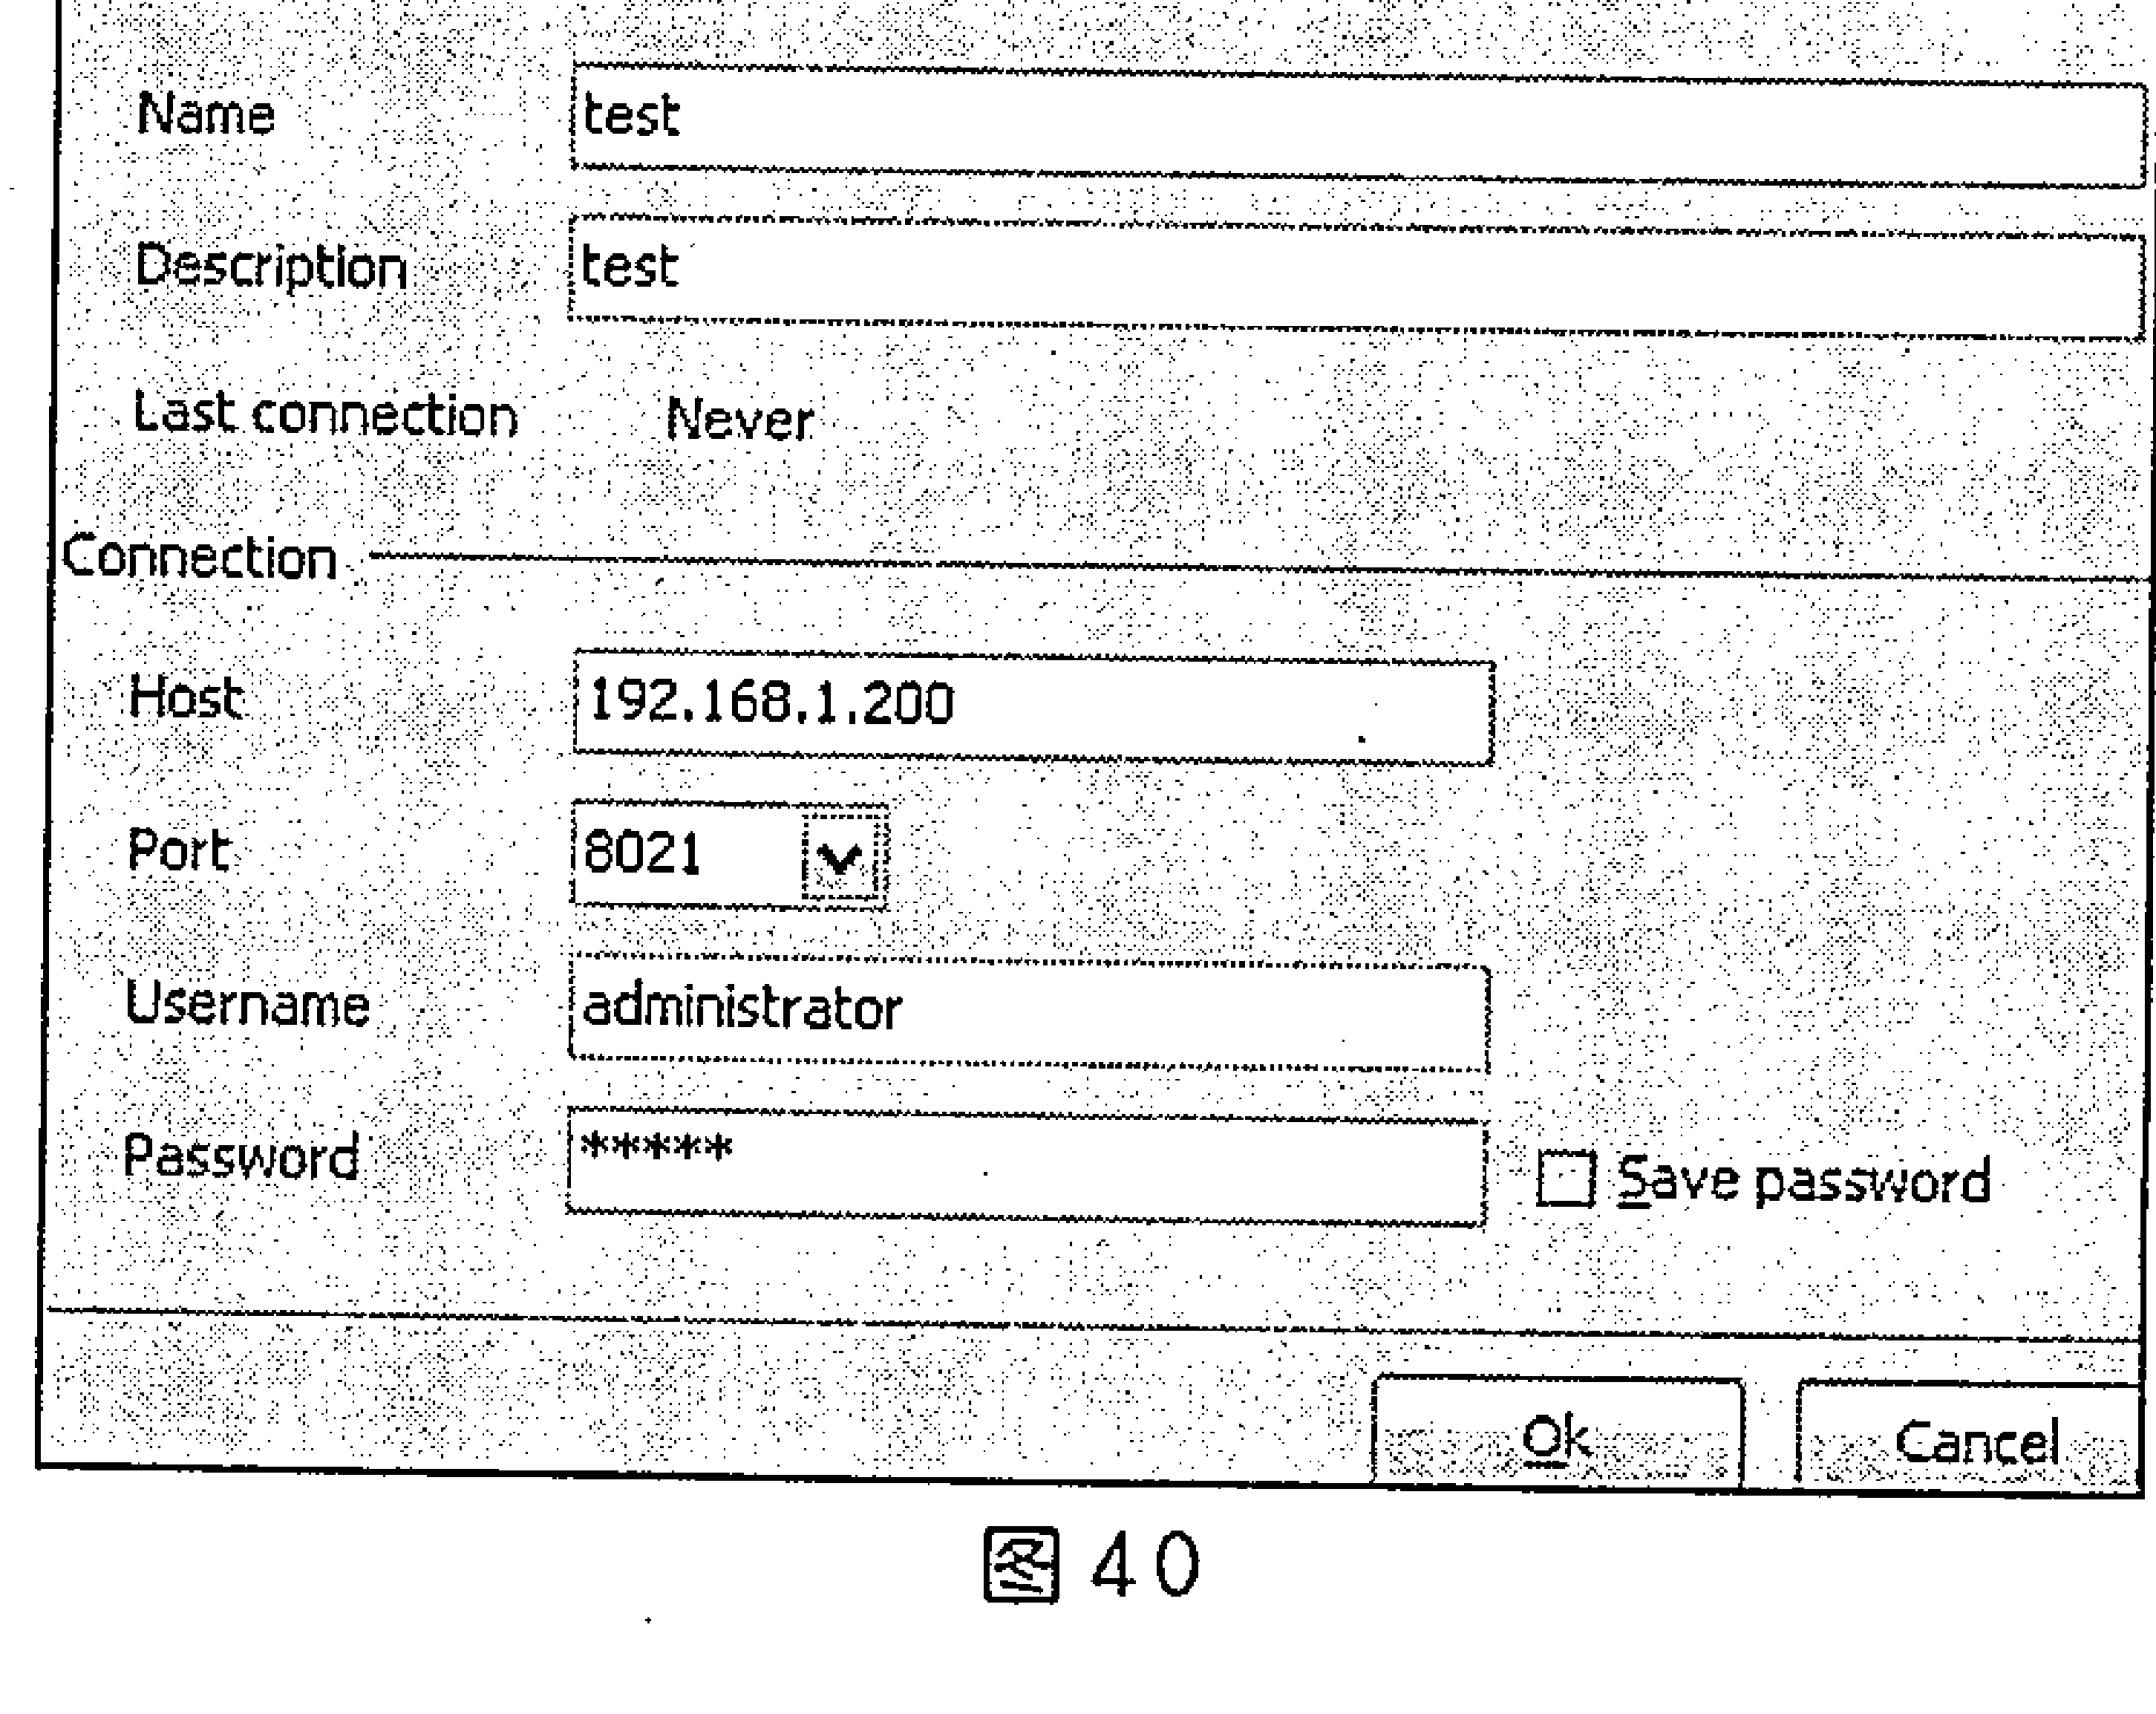 Name test
Description test
Last connection Never
Connection
Host 192.168.1.200
Port 8021
Username administrator
Password *****
Save password
Ok Cancel
图 40